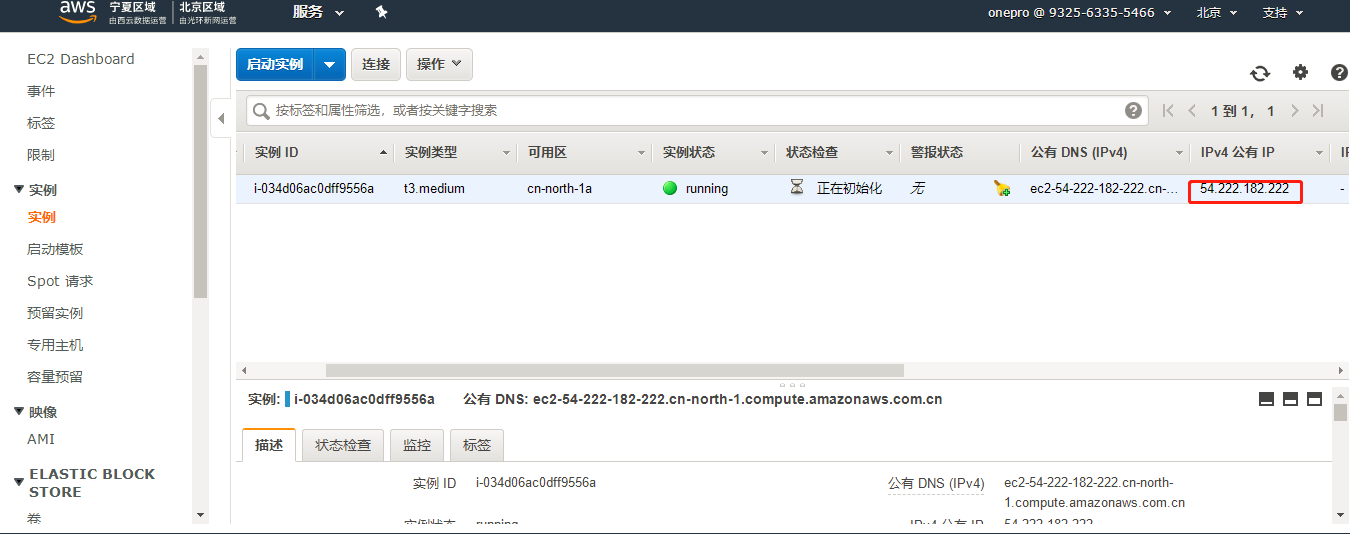 aws 宁夏区域 北京区域
由西云数据运营 由光环新网运营
服务
onepro @ 9325-6335-5466 北京 支持
EC2 Dashboard
事件
标签
限制
实例
实例
启动模板
Spot 请求
预留实例
专用主机
容量预留
映像
AMI
ELASTIC BLOCK
STORE
卷
启动实例 连接 操作
按标签和属性筛选，或者按关键字搜索
1 到 1， 1
实例 ID 实例类型 可用区 实例状态 状态检查 警报状态 公有 DNS (IPv4) IPv4 公有 IP
i-034d06ac0dff9556a t3.medium cn-north-1a running 正在初始化 无 ec2-54-222-182-222.cn-... 54.222.182.222 -
实例: i-034d06ac0dff9556a 公有 DNS: ec2-54-222-182-222.cn-north-1.compute.amazonaws.com.cn
描述 状态检查 监控 标签
实例 ID i-034d06ac0dff9556a 公有 DNS (IPv4) ec2-54-222-182-222.cn-north-
1.compute.amazonaws.com.cn
实例状态 running IPv4 公有 IP 54.222.182.222